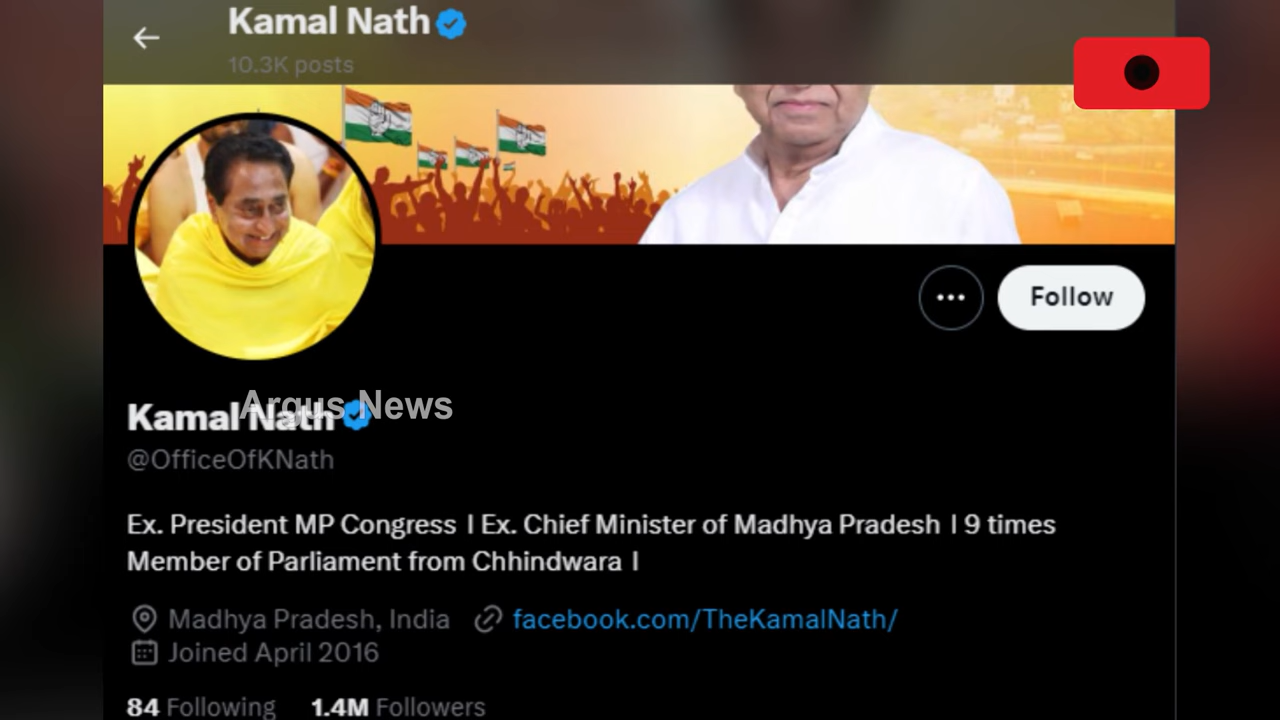 Kamal Nath
10.3K posts
Follow
Argus News
Kamal Nath
@OfficeOfKNath
Ex. President MP Congress I Ex. Chief Minister of Madhya Pradesh I 9 times
Member of Parliament from Chhindwara I
Madhya Pradesh, India facebook.com/TheKamalNath/
Joined April 2016
84 Following 1.4M Followers